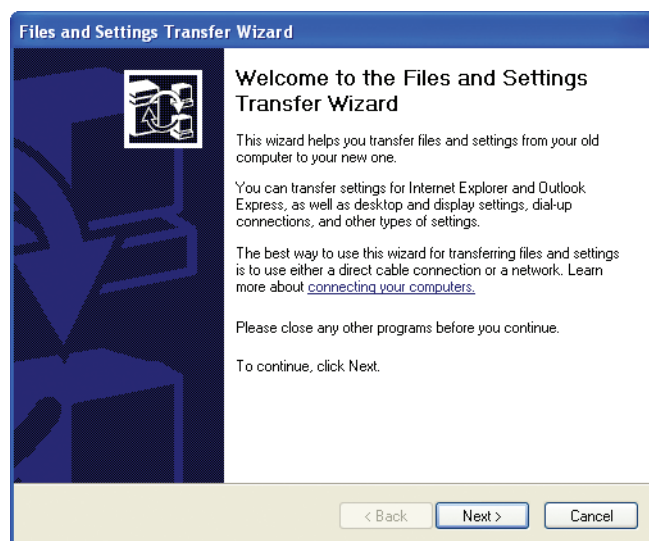 Files and Settings Transfer Wizard
Welcome to the Files and Settings
Transfer Wizard
This wizard helps you transfer files and settings from your old
computer to your new one.
You can transfer settings for Internet Explorer and Outlook
Express, as well as desktop and display settings, dial-up
connections, and other types of settings.
The best way to use this wizard for transferring files and settings
is to use either a direct cable connection or a network. Learn
more about connecting your computers.
Please close any other programs before you continue.
To continue, click Next.
< Back Next > Cancel